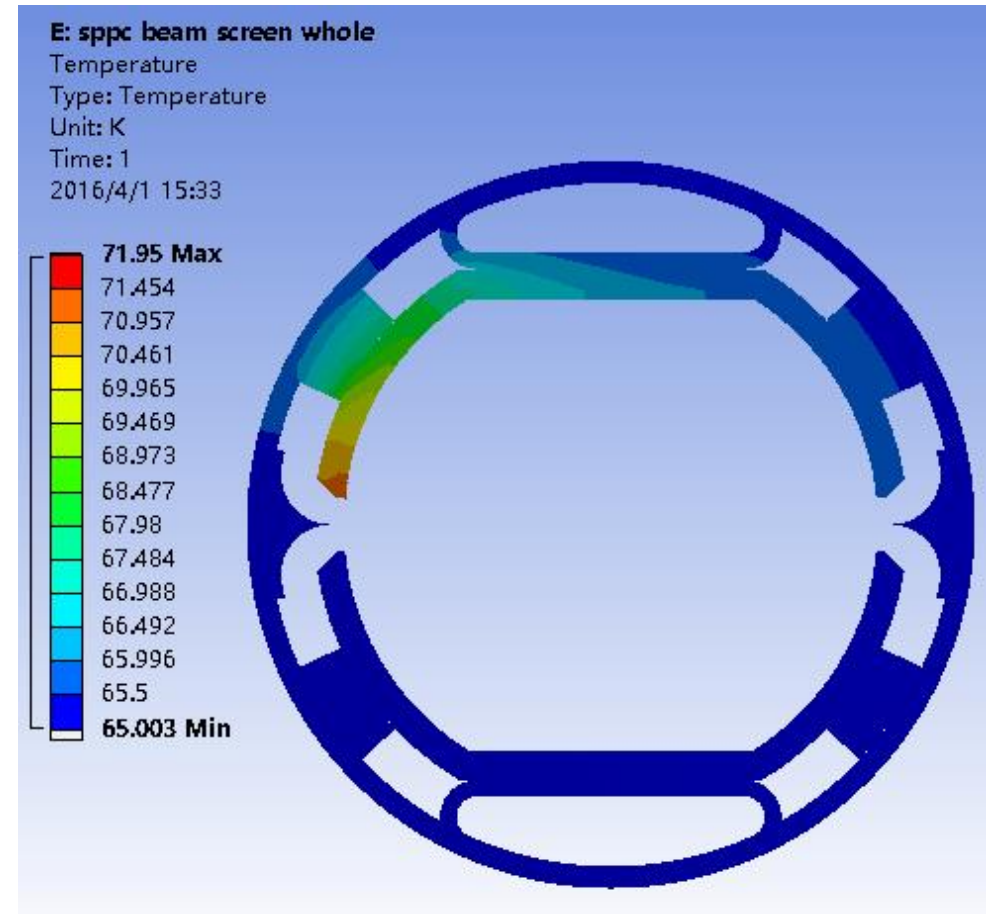 E: sppc beam screen whole
Temperature
Type: Temperature
Unit: K
Time: 1
2016/4/1 15:33
71.95 Max
71.454
70.957
70.461
69.965
69.469
68.973
68.477
67.98
67.484
66.988
66.492
65.996
65.5
65.003 Min